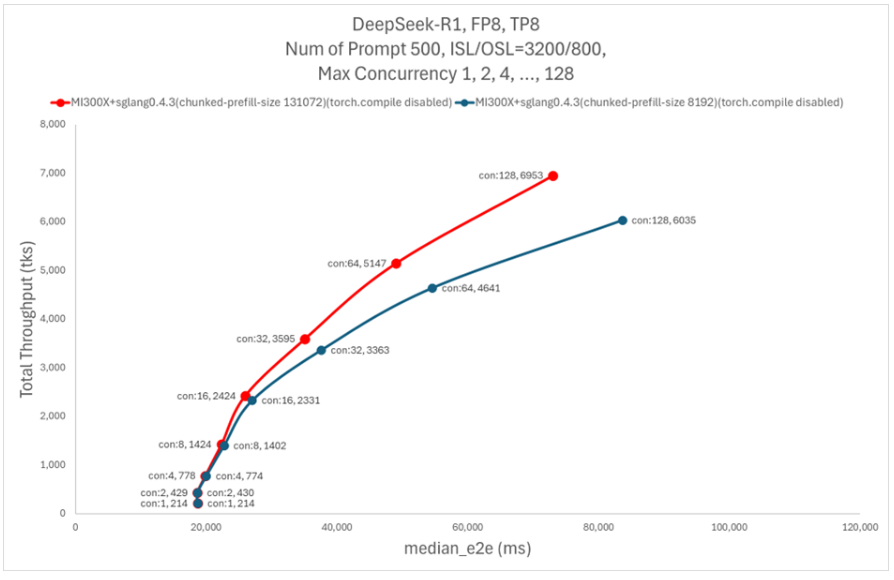 DeepSeek-R1, FP8, TP8
Num of Prompt 500, ISL/OSL=3200/800,
Max Concurrency 1, 2, 4, ..., 128
MI300X+sglang0.4.3(chunked-prefill-size 131072)(torch.compile disabled)
MI300X+sglang0.4.3(chunked-prefill-size 8192)(torch.compile disabled)
8,000
7,000
6,000
5,000
4,000
3,000
2,000
1,000
0
Total Throughput (tks)
con:128, 6953
con:128, 6035
con:64, 5147
con:64, 4641
con:32, 3595
con:32, 3363
con:16, 2424
con:16, 2331
con:8, 1424
con:8, 1402
con:4, 778
con:4, 774
con:2, 429
con:2, 430
con:1, 214
con:1, 214
0
20,000
40,000
60,000
80,000
100,000
120,000
median_e2e (ms)